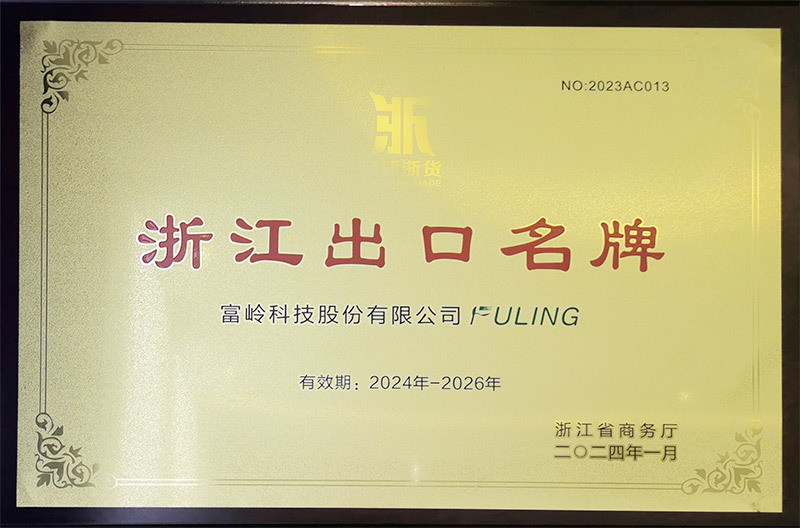 NO:2023AC013
浙
浙货
浙江出口名牌
富岭科技股份有限公司 FULING
有效期：2024年-2026年
浙江省商务厅
二〇二四年一月